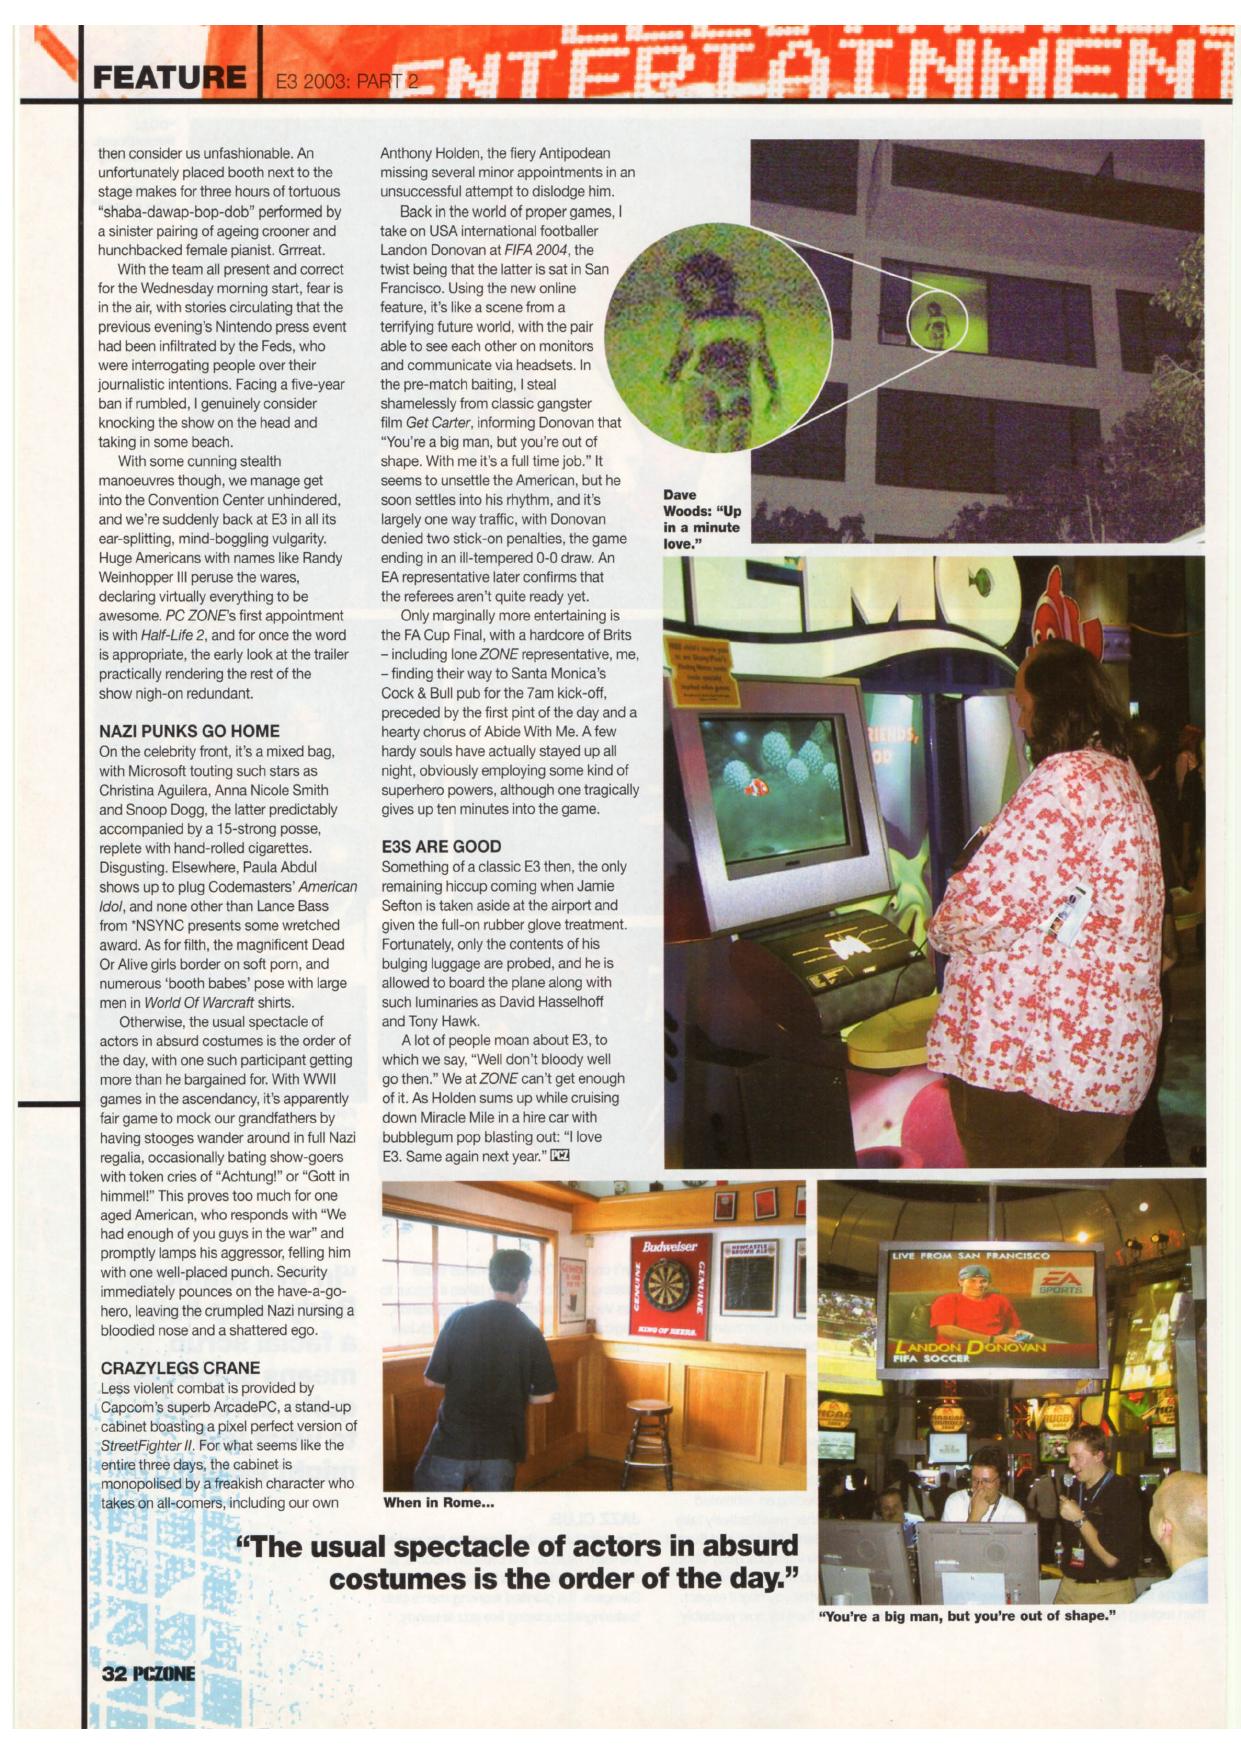 ENTERTAINMENT
FEATURE
E3 2003: PART 2
then consider us unfashionable. An
unfortunately placed booth next to the
stage makes for three hours of tortuous
“shaba-dawap-bop-dob” performed by
a sinister pairing of ageing crooner and
hunchbacked female pianist. Grrreat.
With the team all present and correct
for the Wednesday morning start, fear is
in the air, with stories circulating that the
previous evening's Nintendo press event
had been infiltrated by the Feds, who
were interrogating people over their
journalistic intentions. Facing a five-year
ban if rumbled, I genuinely consider
knocking the show on the head and
taking in some beach.
With some cunning stealth
manoeuvres though, we manage get
into the Convention Center unhindered,
and we're suddenly back at E3 in all its
ear-splitting, mind-boggling vulgarity.
Huge Americans with names like Randy
Weinhopper III peruse the wares,
declaring virtually everything to be
awesome. PC ZONE's first appointment
is with Half-Life 2, and for once the word
is appropriate, the early look at the trailer
practically rendering the rest of the
show nigh-on redundant.
NAZI PUNKS GO HOME
On the celebrity front, it's a mixed bag,
with Microsoft touting such stars as
Christina Aguilera, Anna Nicole Smith
and Snoop Dogg, the latter predictably
accompanied by a 15-strong posse,
replete with hand-rolled cigarettes.
Disgusting. Elsewhere, Paula Abdul
shows up to plug Codemasters' American
Idol, and none other than Lance Bass
from *NSYNC presents some wretched
award. As for filth, the magnificent Dead
Or Alive girls border on soft porn, and
numerous ‘booth babes’ pose with large
men in World Of Warcraft shirts.
Otherwise, the usual spectacle of
actors in absurd costumes is the order of
the day, with one such participant getting
more than he bargained for. With WWII
games in the ascendancy, it's apparently
fair game to mock our grandfathers by
having stooges wander around in full Nazi
regalia, occasionally bating show-goers
with token cries of “Achtung!” or “Gott in
himmel!” This proves too much for one
aged American, who responds with “We
had enough of you guys in the war” and
promptly lamps his aggressor, felling him
with one well-placed punch. Security
immediately pounces on the have-a-go-
hero, leaving the crumpled Nazi nursing a
bloodied nose and a shattered ego.
CRAZYLEGS CRANE
Less violent combat is provided by
Capcom's superb ArcadePC, a stand-up
cabinet boasting a pixel perfect version of
StreetFighter II. For what seems like the
entire three days, the cabinet is
monopolised by a freakish character who
takes on all-comers, including our own
Anthony Holden, the fiery Antipodean
missing several minor appointments in an
unsuccessful attempt to dislodge him.
Back in the world of proper games, I
take on USA international footballer
Landon Donovan at FIFA 2004, the
twist being that the latter is sat in San
Francisco. Using the new online
feature, it's like a scene from a
terrifying future world, with the pair
able to see each other on monitors
and communicate via headsets. In
the pre-match baiting, I steal
shamelessly from classic gangster
film Get Carter, informing Donovan that
“You're a big man, but you're out of
shape. With me it's a full time job.” It
seems to unsettle the American, but he
soon settles into his rhythm, and it's
largely one way traffic, with Donovan
denied two stick-on penalties, the game
ending in an ill-tempered 0-0 draw. An
EA representative later confirms that
the referees aren't quite ready yet.
Only marginally more entertaining is
the FA Cup Final, with a hardcore of Brits
– including lone ZONE representative, me,
– finding their way to Santa Monica's
Cock & Bull pub for the 7am kick-off,
preceded by the first pint of the day and a
hearty chorus of Abide With Me. A few
hardy souls have actually stayed up all
night, obviously employing some kind of
superhero powers, although one tragically
gives up ten minutes into the game.
E3S ARE GOOD
Something of a classic E3 then, the only
remaining hiccup coming when Jamie
Sefton is taken aside at the airport and
given the full-on rubber glove treatment.
Fortunately, only the contents of his
bulging luggage are probed, and he is
allowed to board the plane along with
such luminaries as David Hasselhoff
and Tony Hawk.
A lot of people moan about E3, to
which we say, “Well don't bloody well
go then.” We at ZONE can't get enough
of it. As Holden sums up while cruising
down Miracle Mile in a hire car with
bubblegum pop blasting out: “I love
E3. Same again next year.” PCZ
Dave
Woods: “Up
in a minute
love.”
EMO
Budweiser
GENUINE
GENUINE
KING OF BEERS
NEWCASTLE
BROWN ALE
When in Rome...
LIVE FROM SAN FRANCISCO
EA
SPORTS
LANDON DONOVAN
FIFA SOCCER
RUGBY
“You're a big man, but you're out of shape.”
“The usual spectacle of actors in absurd
costumes is the order of the day.”
32 PCZONE